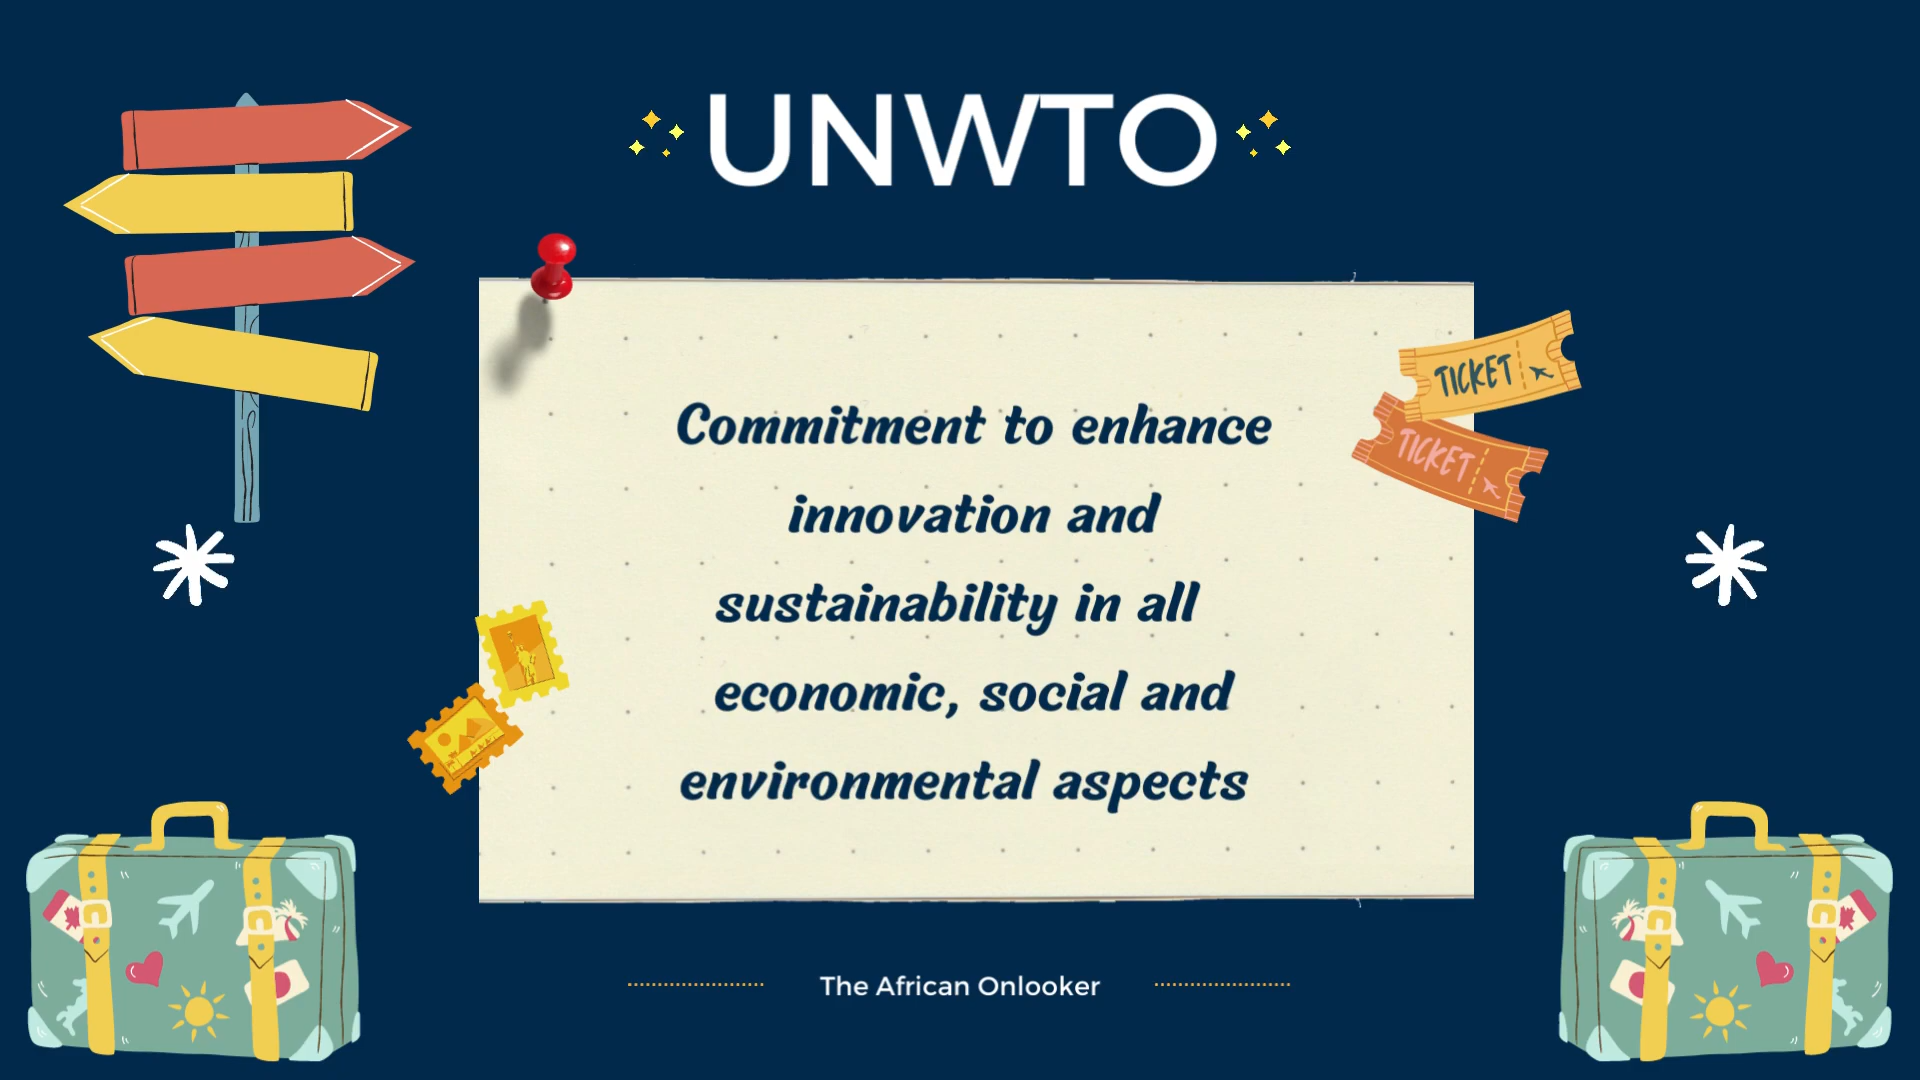 UNWTO
Commitment to enhance
innovation and
sustainability in all
economic, social and
environmental aspects
TICKET
TICKET
The African Onlooker